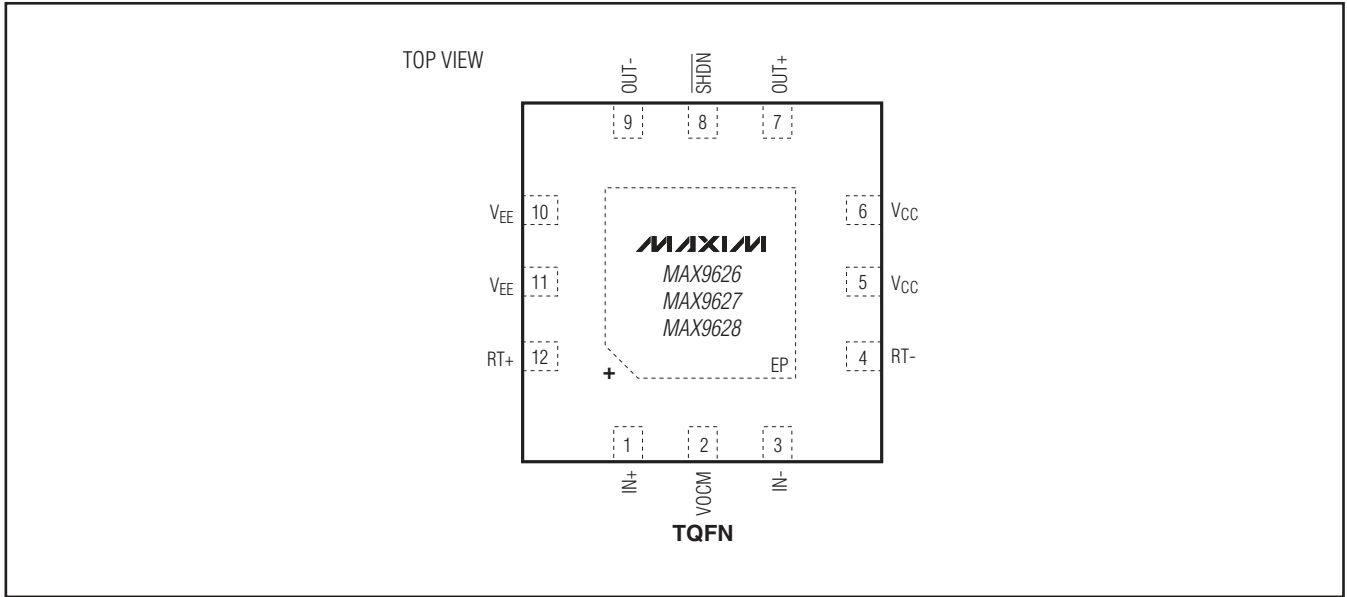 TOP VIEW
OUT-
SHDN
OUT+
9 8 7
VEE 10
6 VCC
MAXIM
MAX9626
MAX9627
MAX9628
VEE 11
5 VCC
RT+ 12
4 RT-
EP
+
1 2 3
IN+
VOCM
IN-
TQFN